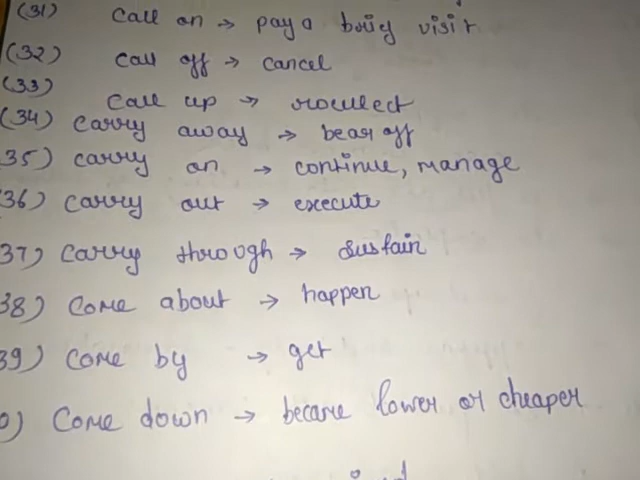 (31) Call on → pay a brief visit
(32) Call off → cancel
(33) Call up → recollect
(34) Carry away → bear off
35) Carry on → continue, manage
36) Carry out → execute
37) Carry through → sustain
38) Come about → happen
39) Come by → get
0) Come down → became lower or cheaper